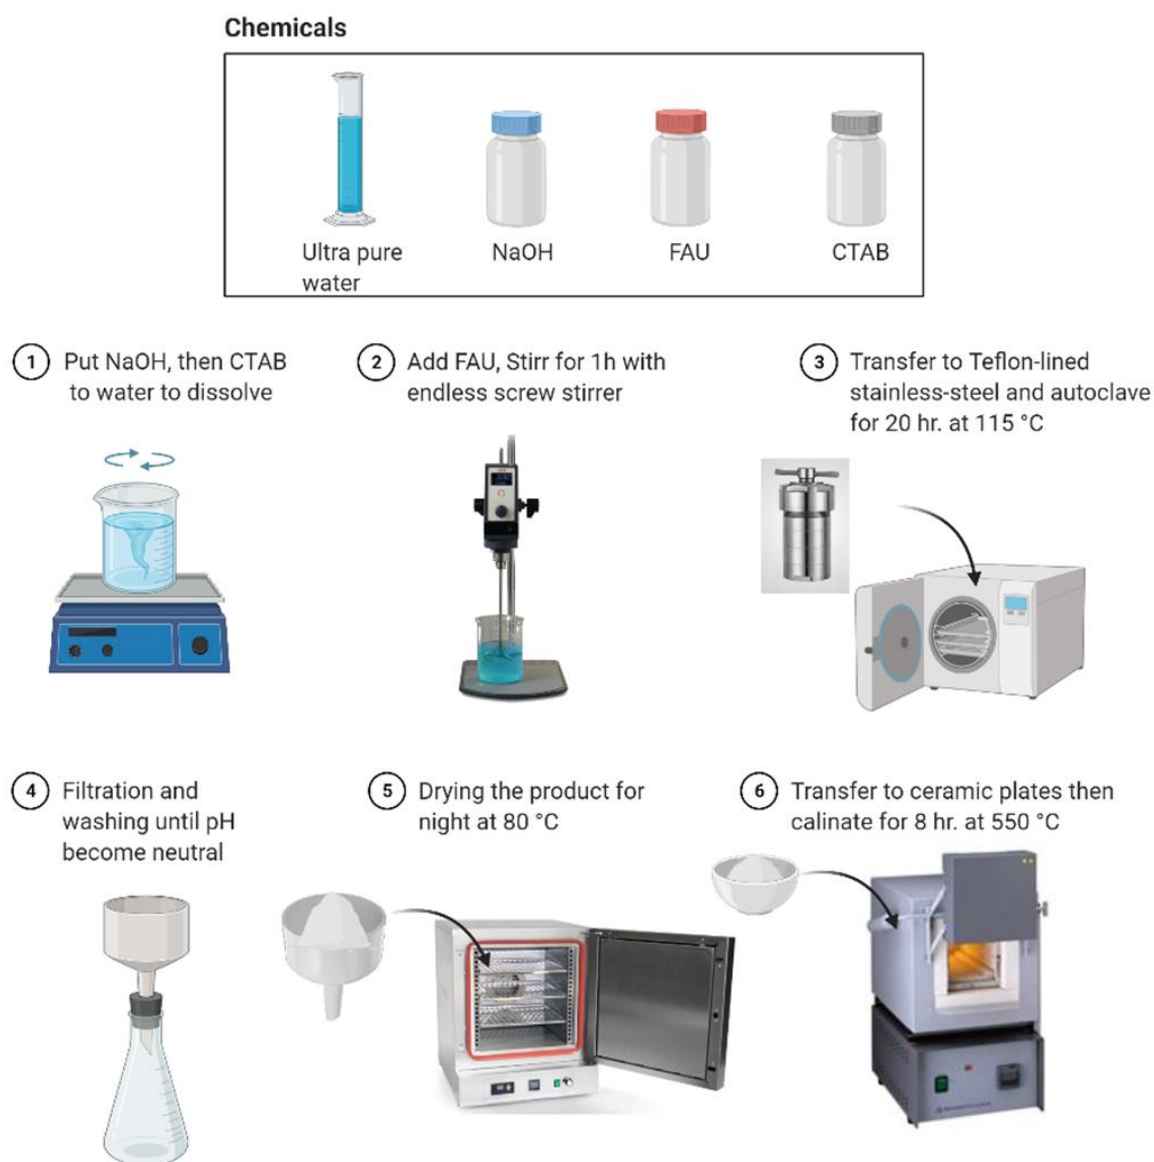 Chemicals
Ultra pure
water
NaOH
FAU
CTAB
1
Put NaOH, then CTAB
to water to dissolve
2
Add FAU, Stirr for 1h with
endless screw stirrer
3
Transfer to Teflon-lined
stainless-steel and autoclave
for 20 hr. at 115 °C
4
Filtration and
washing until pH
become neutral
5
Drying the product for
night at 80 °C
6
Transfer to ceramic plates then
calinate for 8 hr. at 550 °C